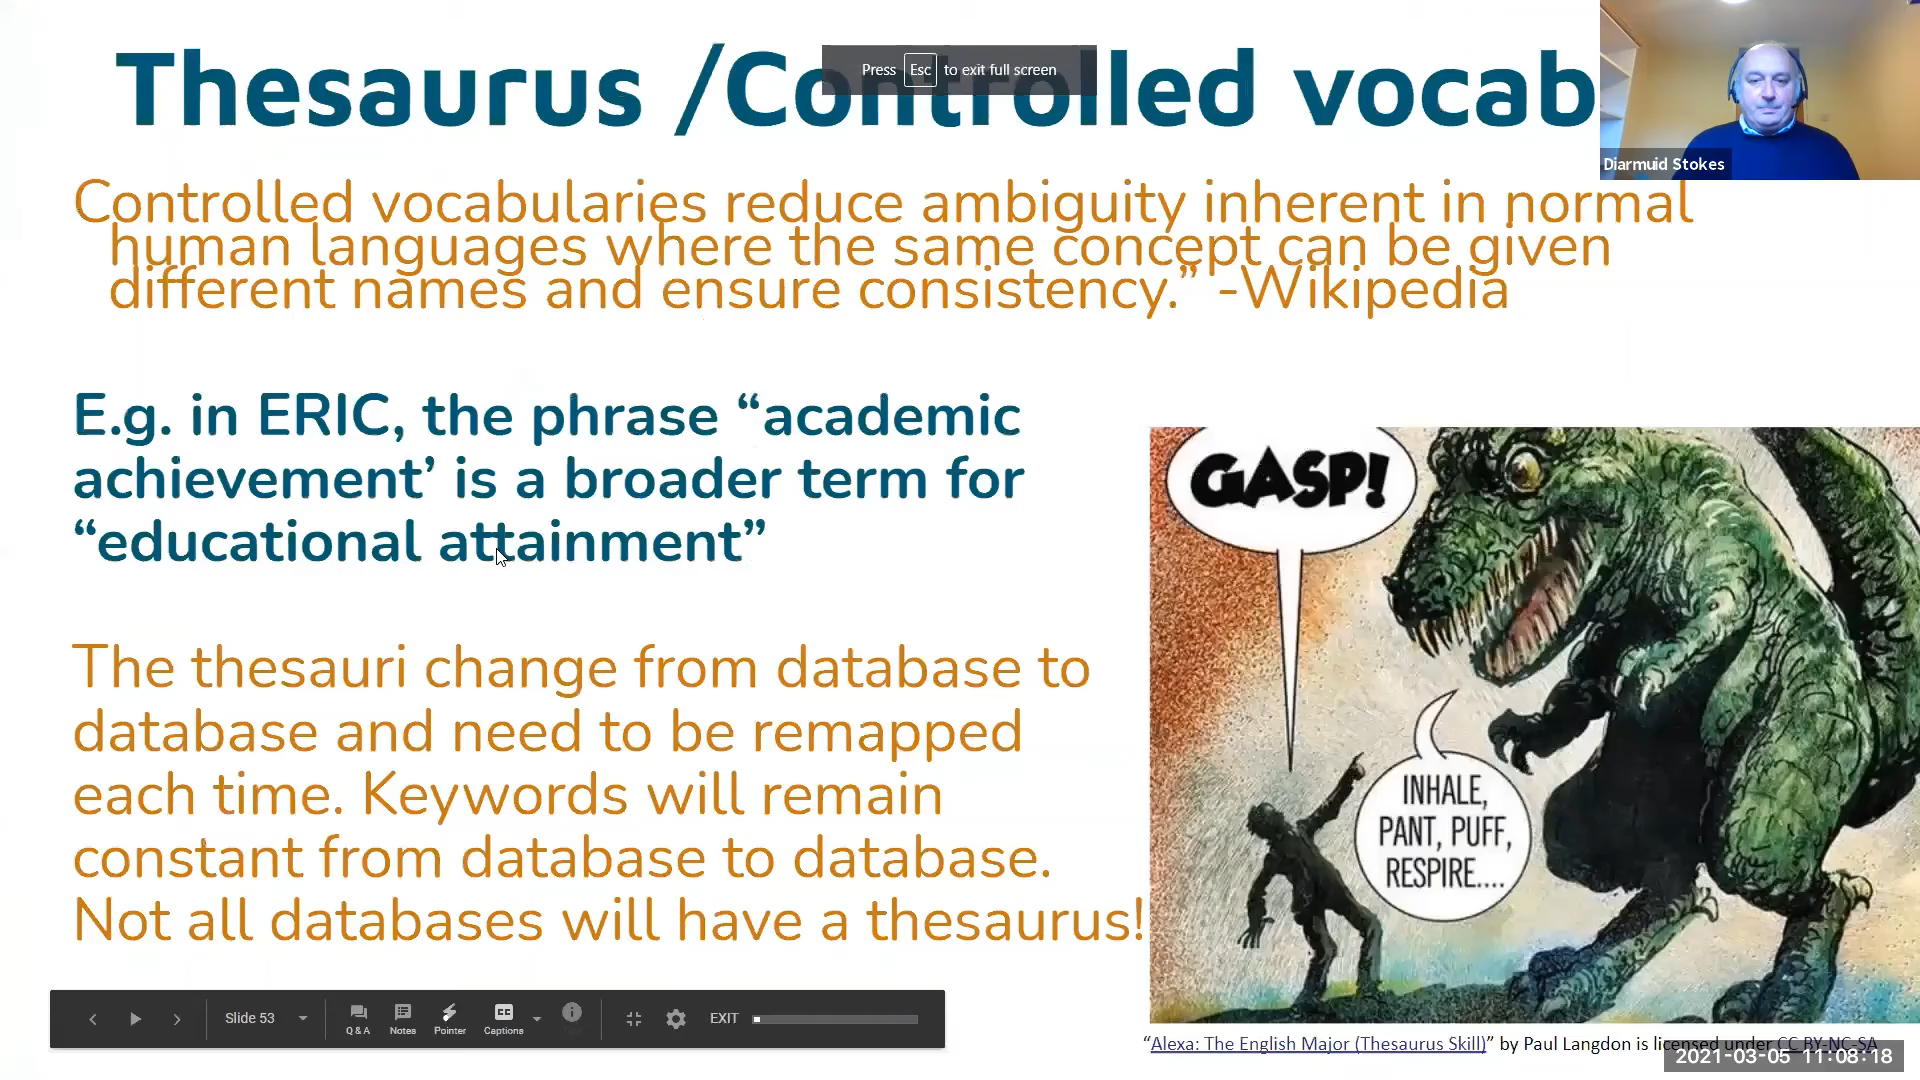 Thesaurus /Controlled vocab
Press Esc to exit full screen
Diarmuid Stokes
Controlled vocabularies reduce ambiguity inherent in normal
human languages where the same concept can be given
different names and ensure consistency.” -Wikipedia
E.g. in ERIC, the phrase “academic
achievement’ is a broader term for
“educational attainment”
The thesauri change from database to
database and need to be remapped
each time. Keywords will remain
constant from database to database.
Not all databases will have a thesaurus!
GASP!
INHALE,
PANT, PUFF,
RESPIRE....
Slide 53
Q & A
Notes
Pointer
CC
Captions
EXIT
“Alexa: The English Major (Thesaurus Skill)” by Paul Langdon is licensed under CC BY-NC-SA
2021-03-05 11:08:18